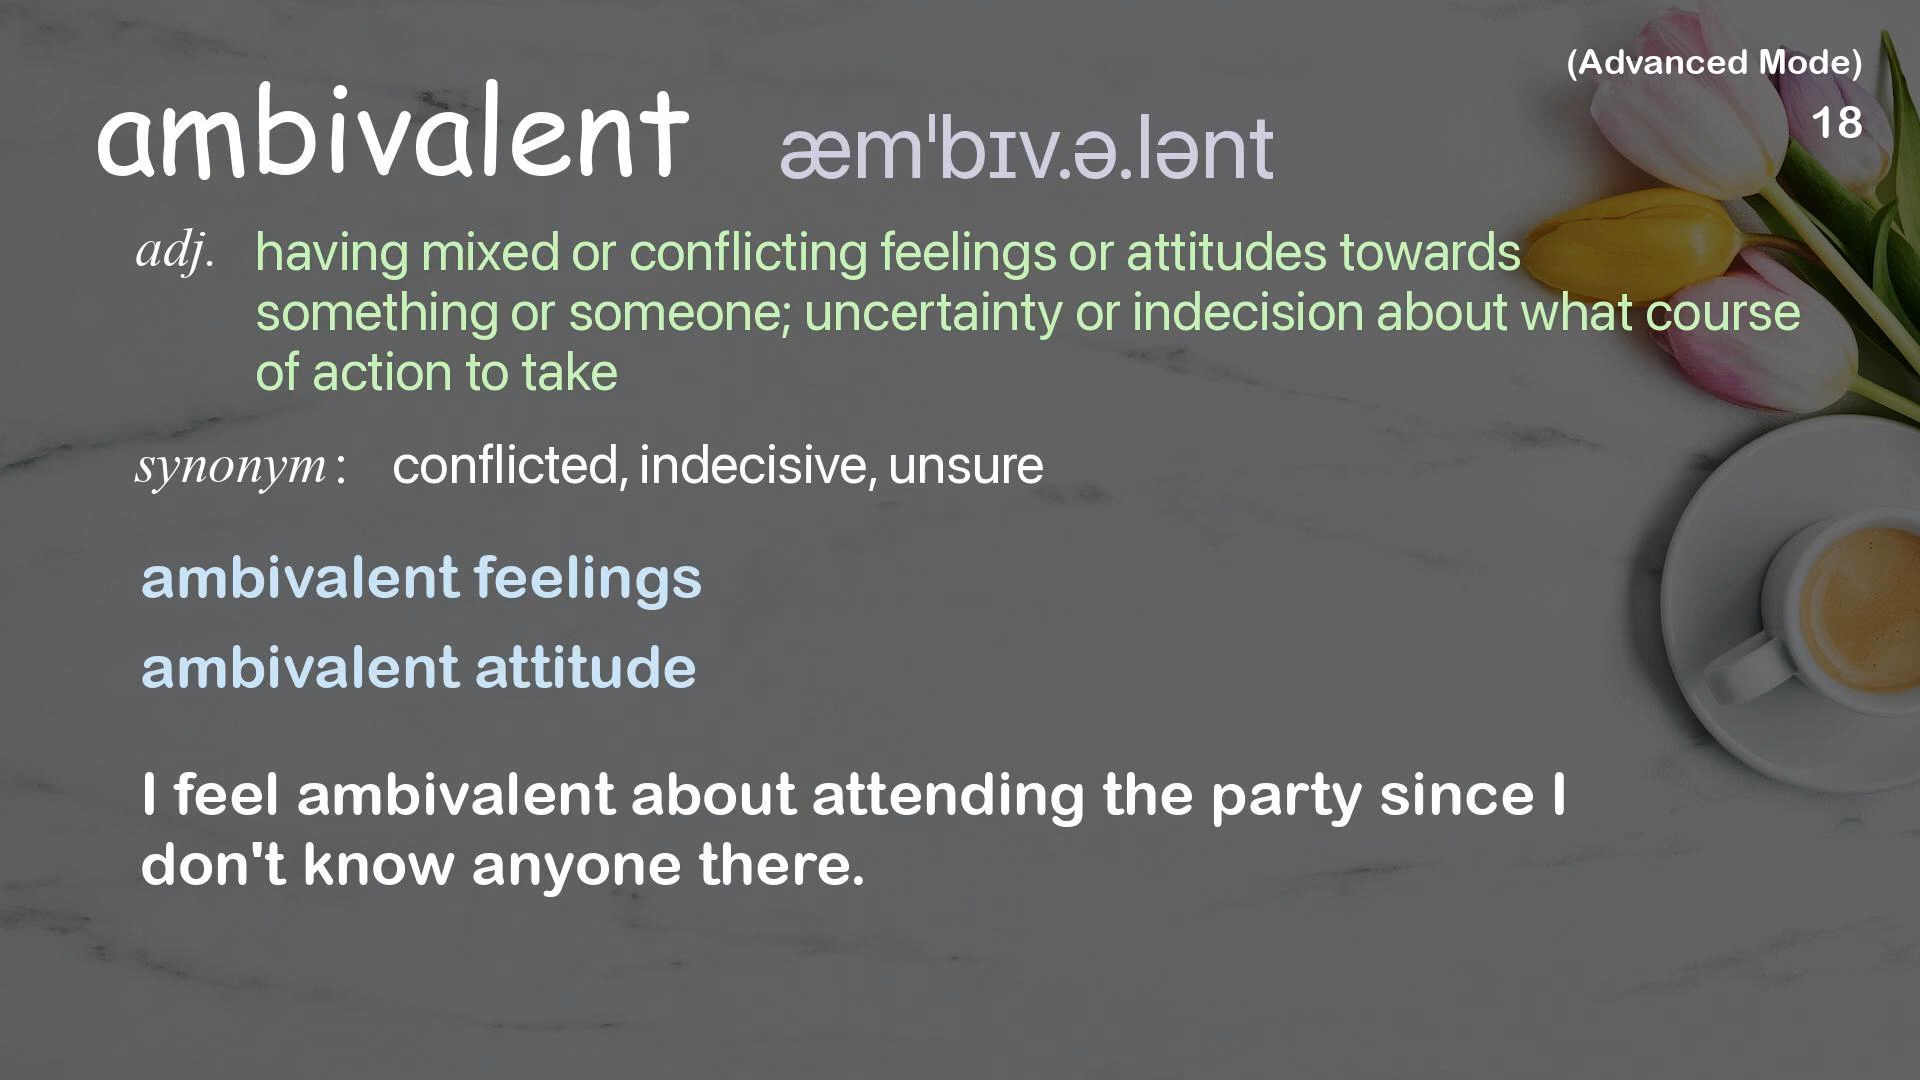 (Advanced Mode)
18
ambivalent æm'bɪv.ə.lənt
adj. having mixed or conflicting feelings or attitudes towards
something or someone; uncertainty or indecision about what course
of action to take
synonym: conflicted, indecisive, unsure
ambivalent feelings
ambivalent attitude
I feel ambivalent about attending the party since I
don't know anyone there.